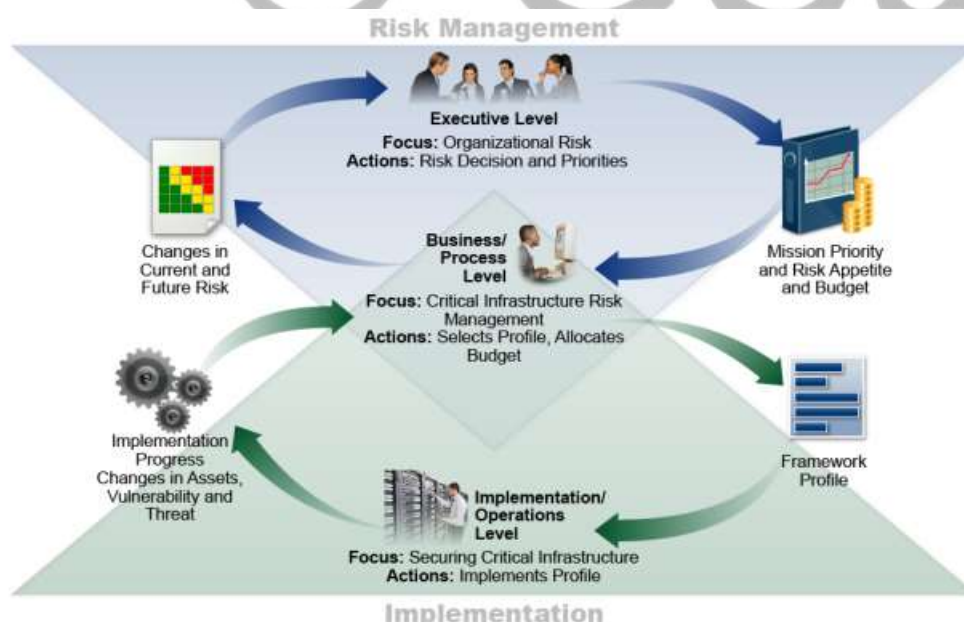 Risk Management
Executive Level
Focus: Organizational Risk
Actions: Risk Decision and Priorities
Changes in
Current and
Future Risk
Business/
Process
Level
Focus: Critical Infrastructure Risk
Management
Actions: Selects Profile, Allocates
Budget
Mission Priority
and Risk Appetite
and Budget
Implementation
Progress
Changes in Assets,
Vulnerability and
Threat
Framework
Profile
Implementation/
Operations
Level
Focus: Securing Critical Infrastructure
Actions: Implements Profile
Implementation